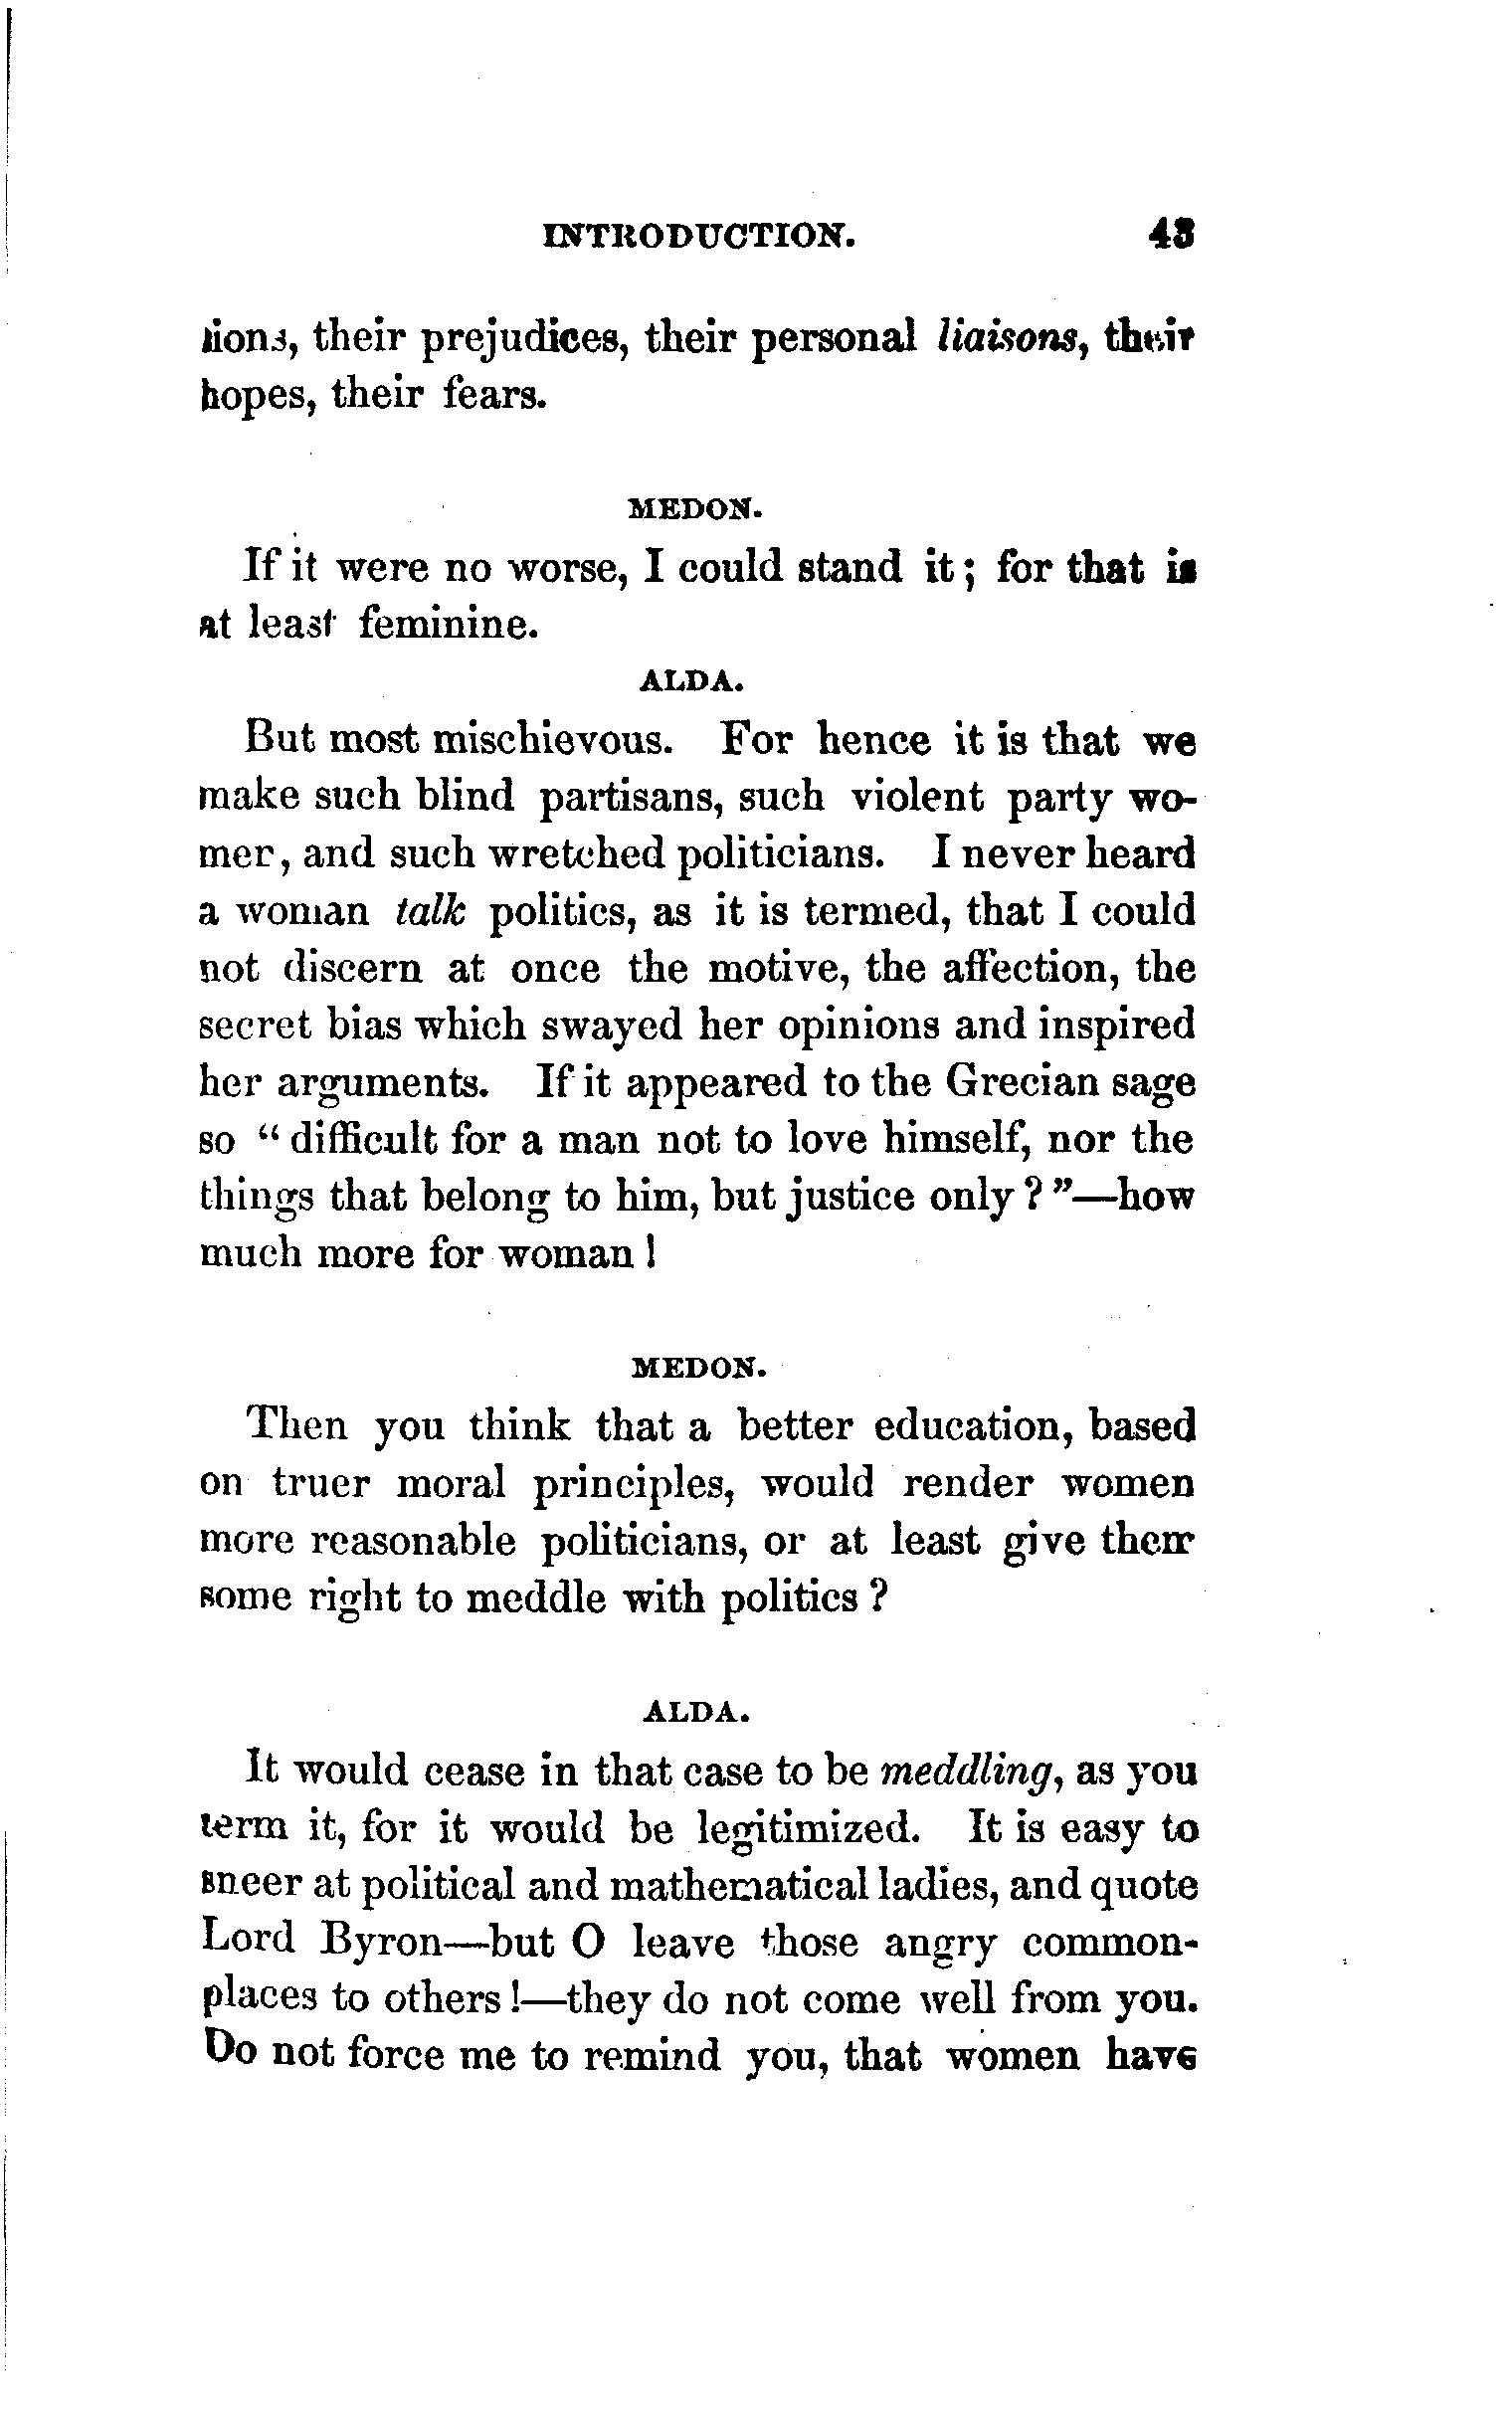 INTRODUCTION. 43
tions, their prejudices, their personal liaisons, their
hopes, their fears.
MEDON.
If it were no worse, I could stand it; for that is
at least feminine.
ALDA.
But most mischievous. For hence it is that we
make such blind partisans, such violent party wo-
men, and such wretched politicians. I never heard
a woman talk politics, as it is termed, that I could
not discern at once the motive, the affection, the
secret bias which swayed her opinions and inspired
her arguments. If it appeared to the Grecian sage
so “difficult for a man not to love himself, nor the
things that belong to him, but justice only?”—how
much more for woman!
MEDON.
Then you think that a better education, based
on truer moral principles, would render women
more reasonable politicians, or at least give them
some right to meddle with politics?
ALDA.
It would cease in that case to be meddling, as you
term it, for it would be legitimized. It is easy to
sneer at political and mathematical ladies, and quote
Lord Byron—but O leave those angry common-
places to others!—they do not come well from you.
Do not force me to remind you, that women have